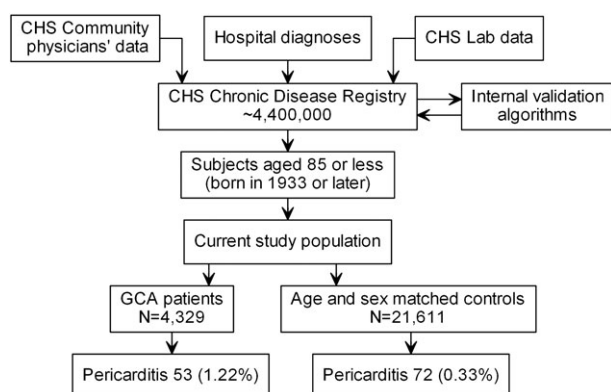 CHS Community
physicians' data
Hospital diagnoses
CHS Lab data
CHS Chronic Disease Registry
~4,400,000
Internal validation
algorithms
Subjects aged 85 or less
(born in 1933 or later)
Current study population
GCA patients
N=4,329
Age and sex matched controls
N=21,611
Pericarditis 53 (1.22%)
Pericarditis 72 (0.33%)